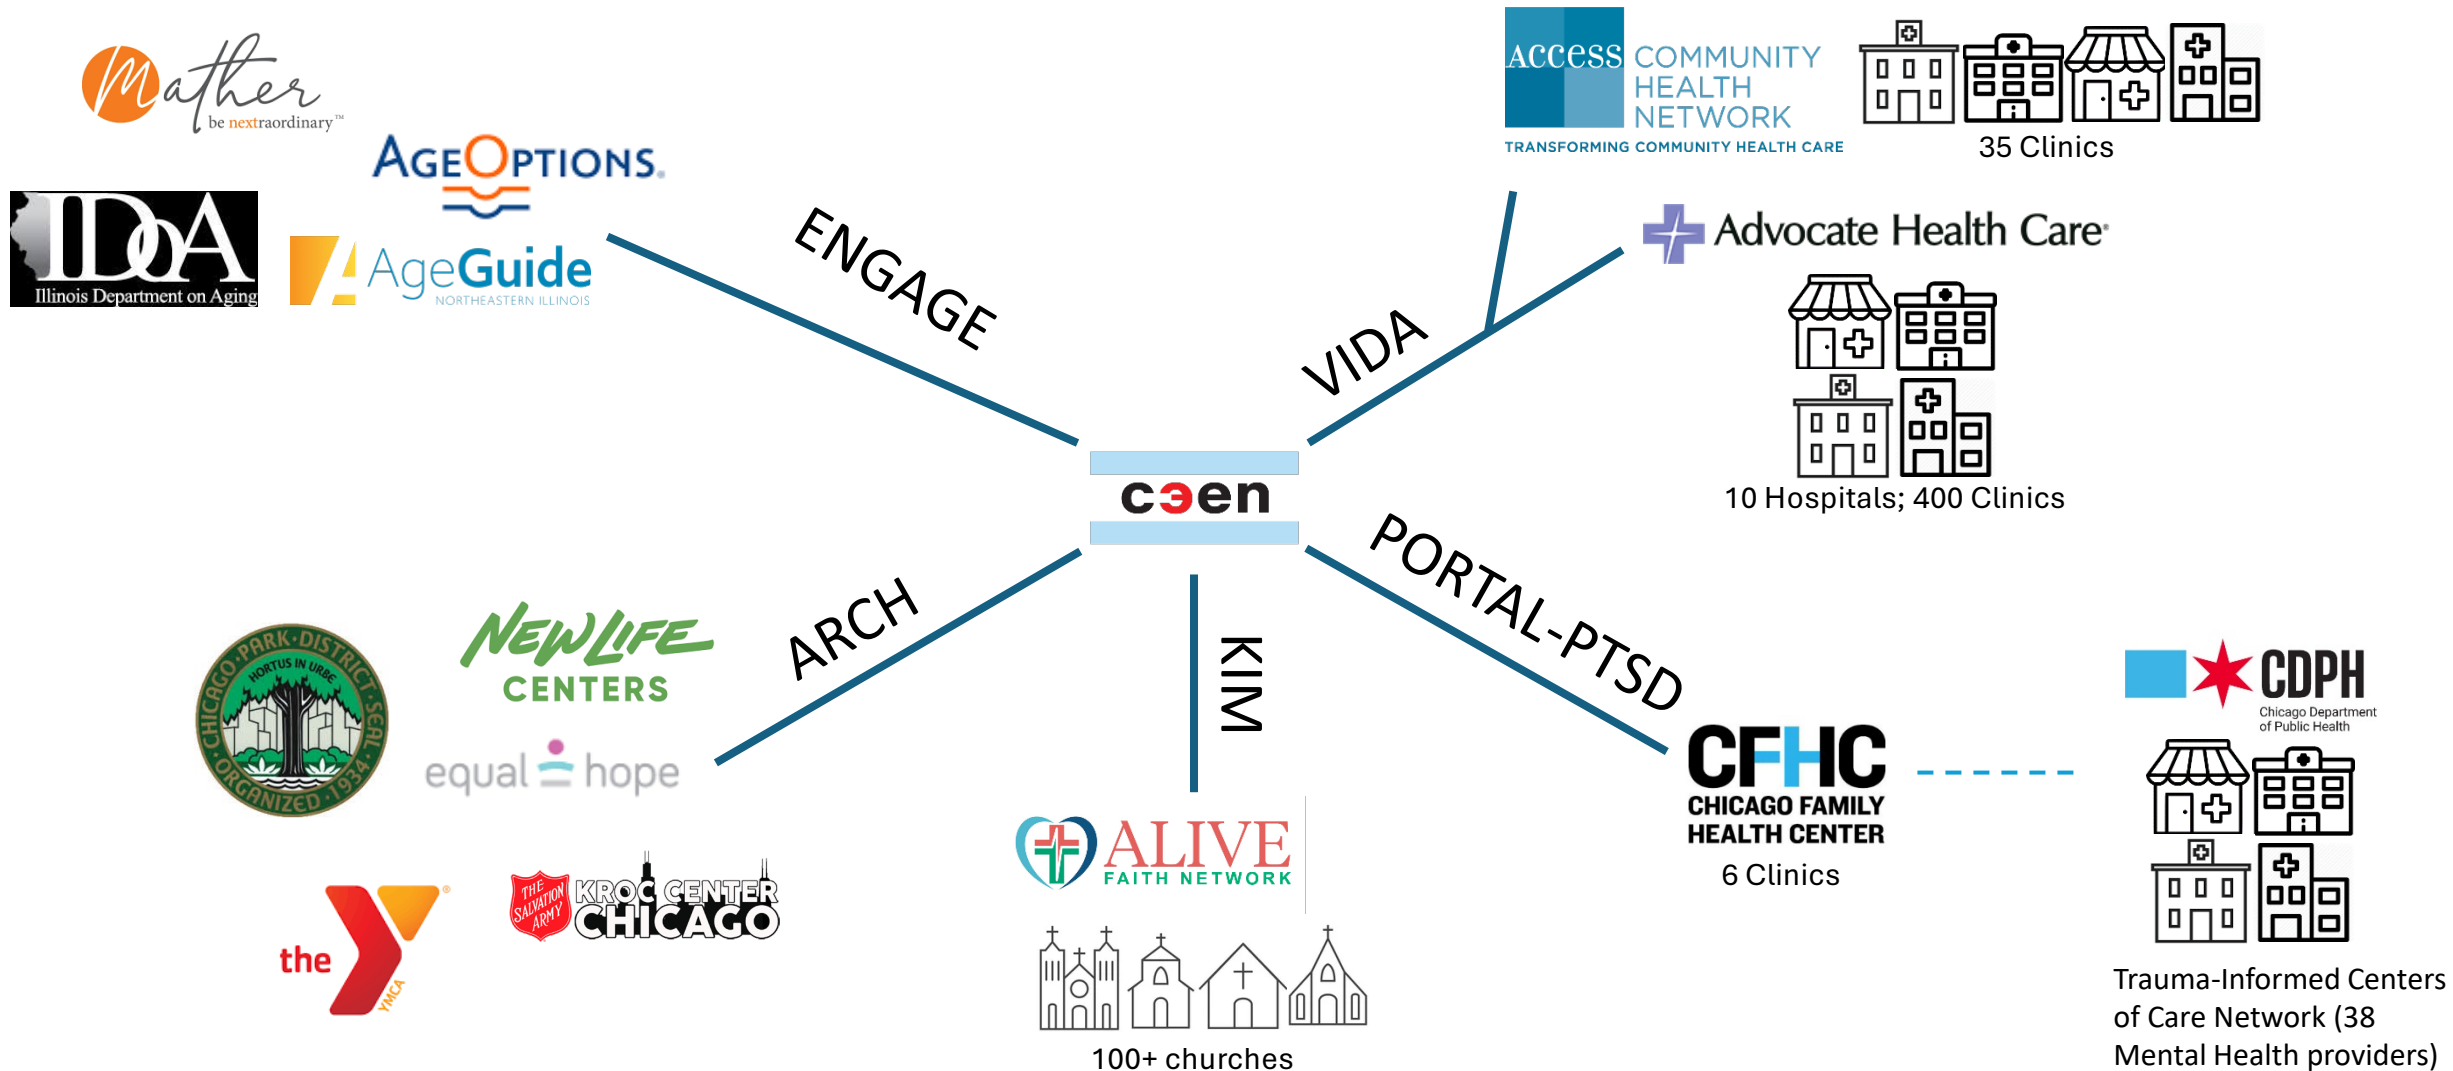 Mather
be nextraordinary™
AGEOPTIONS®
IDoA
Illinois Department on Aging
AgeGuide
NORTHEASTERN ILLINOIS
ENGAGE
ACCESS COMMUNITY
HEALTH
NETWORK
TRANSFORMING COMMUNITY HEALTH CARE
35 Clinics
Advocate Health Care®
10 Hospitals; 400 Clinics
VIDA
cэen
ARCH
KIM
PORTAL-PTSD
CHICAGO·PARK·DISTRICT·SEAL·
ORGANIZED·1934·
HORTUS IN URBE
NEW LIFE
CENTERS
equal hope
the Y®
YMCA
THE
SALVATION
ARMY
KROC CENTER
CHICAGO
ALIVE
FAITH NETWORK
100+ churches
CFHC
CHICAGO FAMILY
HEALTH CENTER
6 Clinics
CDPH
Chicago Department
of Public Health
Trauma-Informed Centers
of Care Network (38
Mental Health providers)